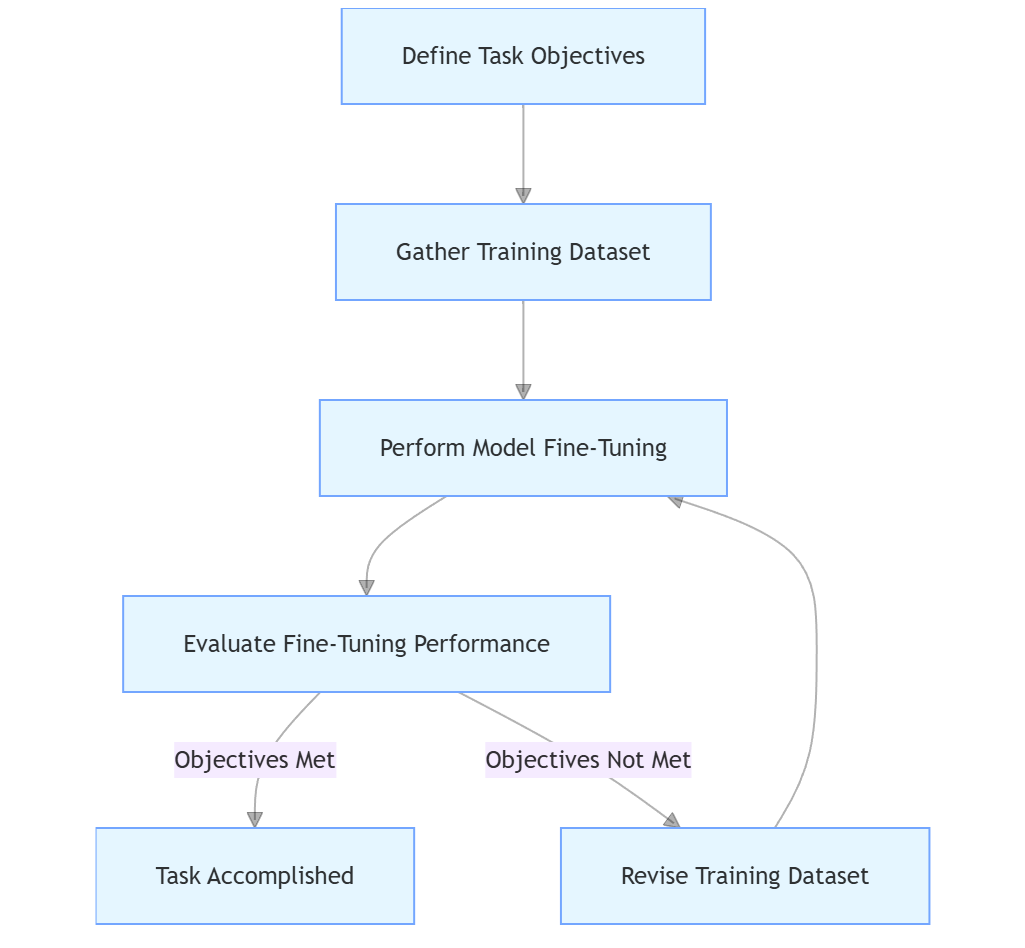 Define Task Objectives
Gather Training Dataset
Perform Model Fine-Tuning
Evaluate Fine-Tuning Performance
Objectives Met
Objectives Not Met
Task Accomplished
Revise Training Dataset